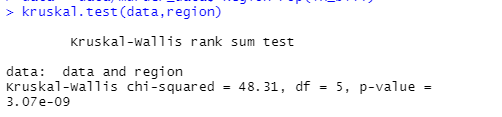 > kruskal.test(data,region)
Kruskal-Wallis rank sum test
data:  data and region
Kruskal-Wallis chi-squared = 48.31, df = 5, p-value =
3.07e-09